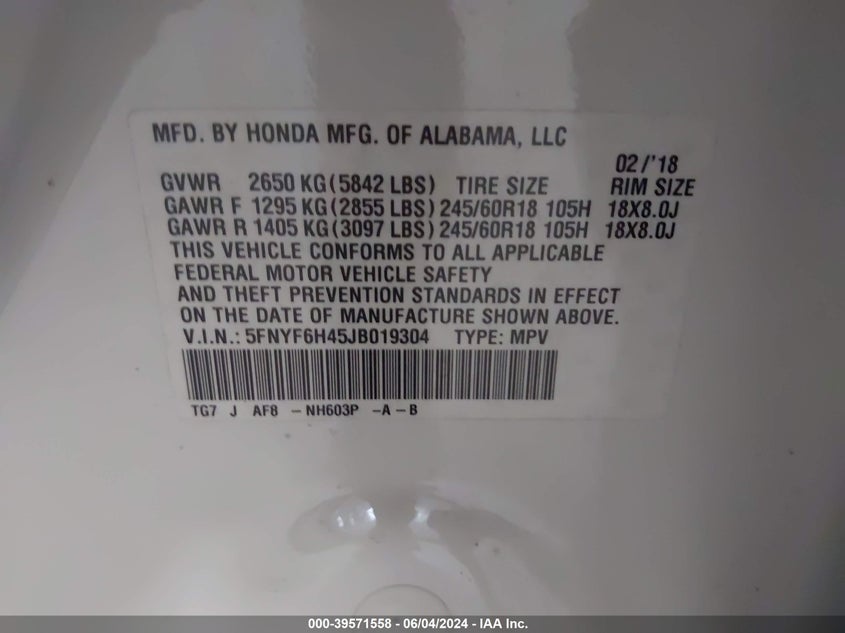 MFD. BY HONDA MFG. OF ALABAMA, LLC
02/'18
GVWR 2650 KG(5842 LBS) TIRE SIZE RIM SIZE
GAWR F 1295 KG(2855 LBS) 245/60R18 105H 18X8.0J
GAWR R 1405 KG(3097 LBS) 245/60R18 105H 18X8.0J
THIS VEHICLE CONFORMS TO ALL APPLICABLE
FEDERAL MOTOR VEHICLE SAFETY
AND THEFT PREVENTION STANDARDS IN EFFECT
ON THE DATE OF MANUFACTURE SHOWN ABOVE.
V.I.N.: 5FNYF6H45JB019304 TYPE: MPV
TG7 J AF8 - NH603P -A-B
000-39571558 - 06/04/2024 - IAA Inc.